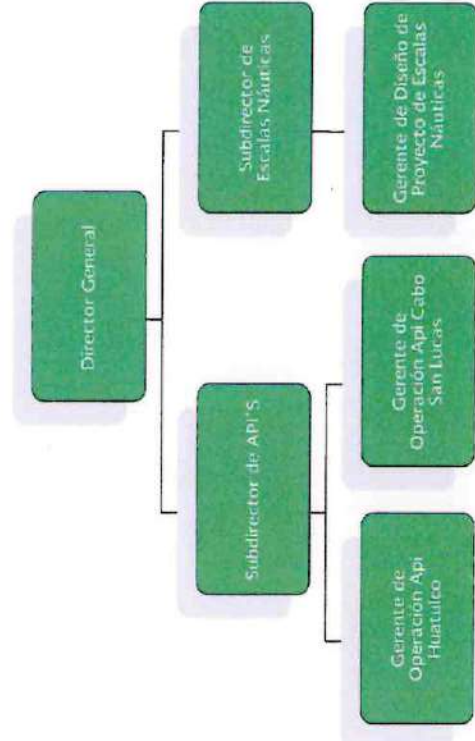 Director General
Subdirector de API'S
Subdirector de
Escalas Náuticas
Gerente de
Operación Api
Huatulco
Gerente de
Operación Api Cabo
San Lucas
Gerente de Diseño de
Proyecto de Escalas
Náuticas